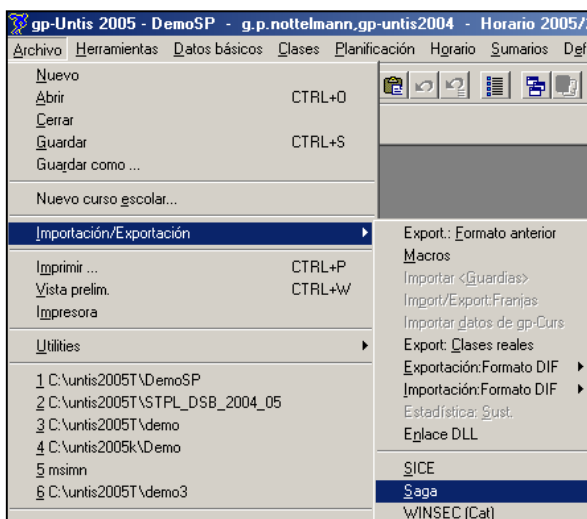 gp-Untis 2005 - DemoSP - g.p.nottelmann,gp-untis2004 - Horario 2005/
Archivo Herramientas Datos básicos Clases Planificación Horario Sumarios Def
Nuevo
Abrir CTRL+O
Cerrar
Guardar CTRL+S
Guardar como ...
Nuevo curso escolar...
Importación/Exportación
Imprimir ... CTRL+P
Vista prelim. CTRL+W
Impresora
Utilities
1 C:\untis2005T\DemoSP
2 C:\untis2005T\STPL_DSB_2004_05
3 C:\untis2005T\demo
4 C:\untis2005k\Demo
5 msimn
6 C:\untis2005T\demo3
Export.: Formato anterior
Macros
Importar <Guardias>
Import/Export:Franjas
Importar datos de gp-Curs
Export: Clases reales
Exportación:Formato DIF
Importación:Formato DIF
Estadística: Sust.
Enlace DLL
SICE
Saga
WINSEC (Cat)